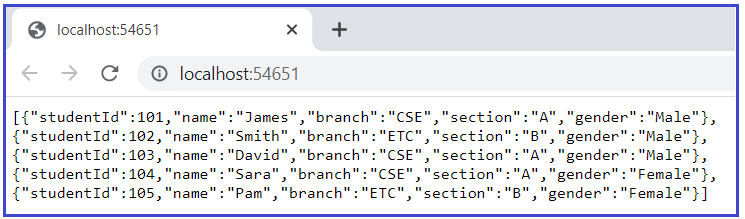 localhost:54651
localhost:54651
[{"studentId":101,"name":"James","branch":"CSE","section":"A","gender":"Male"},
{"studentId":102,"name":"Smith","branch":"ETC","section":"B","gender":"Male"},
{"studentId":103,"name":"David","branch":"CSE","section":"A","gender":"Male"},
{"studentId":104,"name":"Sara","branch":"CSE","section":"A","gender":"Female"},
{"studentId":105,"name":"Pam","branch":"ETC","section":"B","gender":"Female"}]